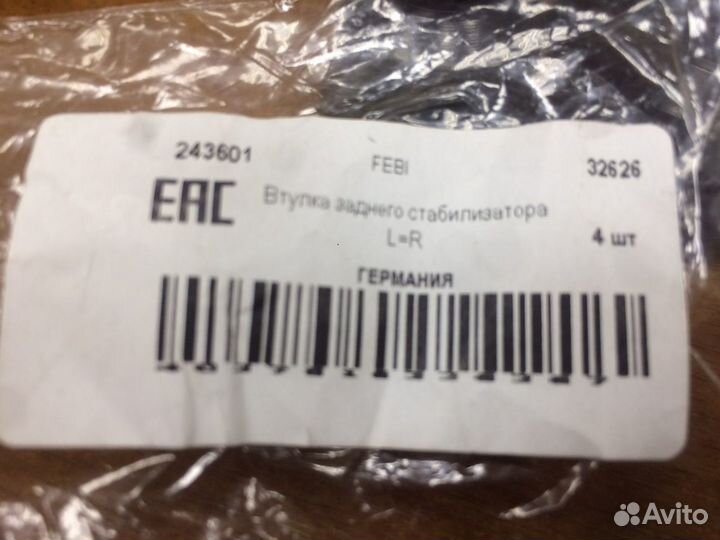 243601 FEBI 32626
EAC Втулка заднего стабилизатора
L=R 4 шт
ГЕРМАНИЯ
Avito